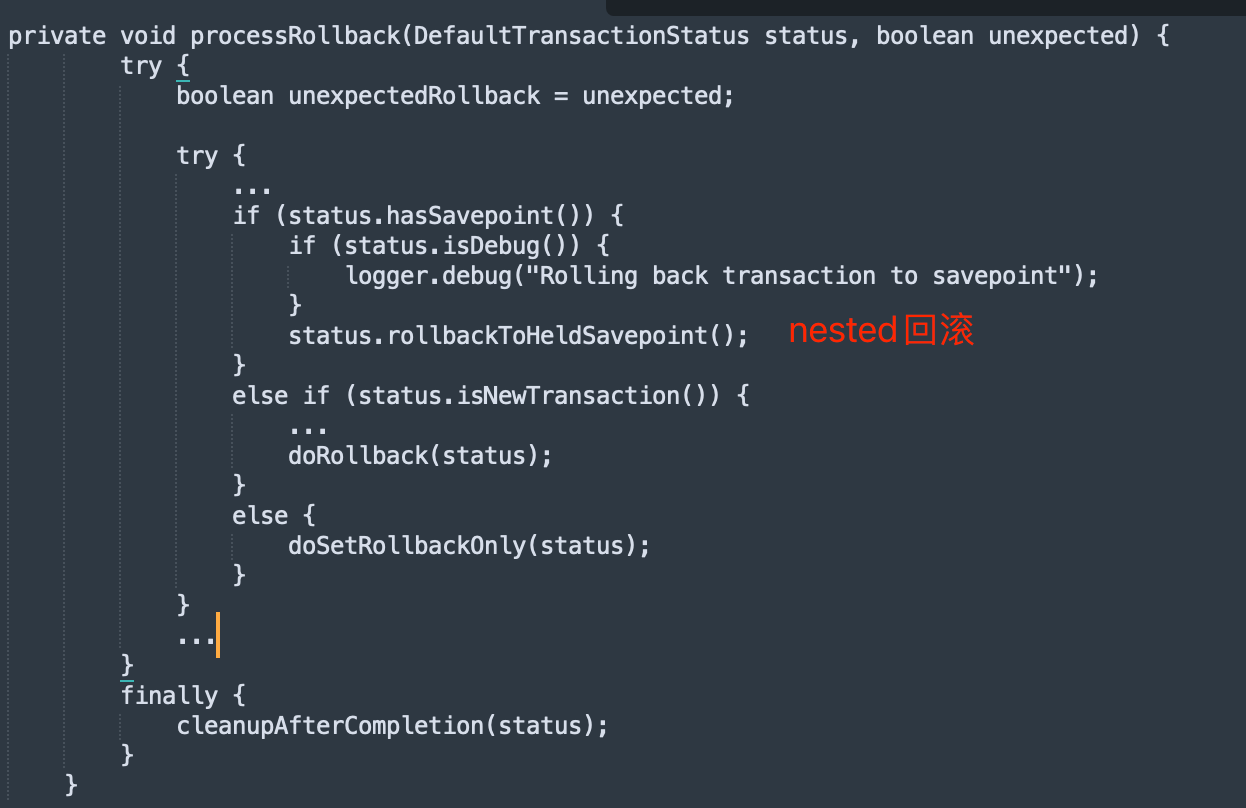 private void processRollback(DefaultTransactionStatus status, boolean unexpected) {
try {
boolean unexpectedRollback = unexpected;
try {
...
if (status.hasSavepoint()) {
if (status.isDebug()) {
logger.debug("Rolling back transaction to savepoint");
}
status.rollbackToHeldSavepoint(); nested回滚
}
else if (status.isNewTransaction()) {
...
doRollback(status);
}
else {
doSetRollbackOnly(status);
}
}
...
}
finally {
cleanupAfterCompletion(status);
}
}